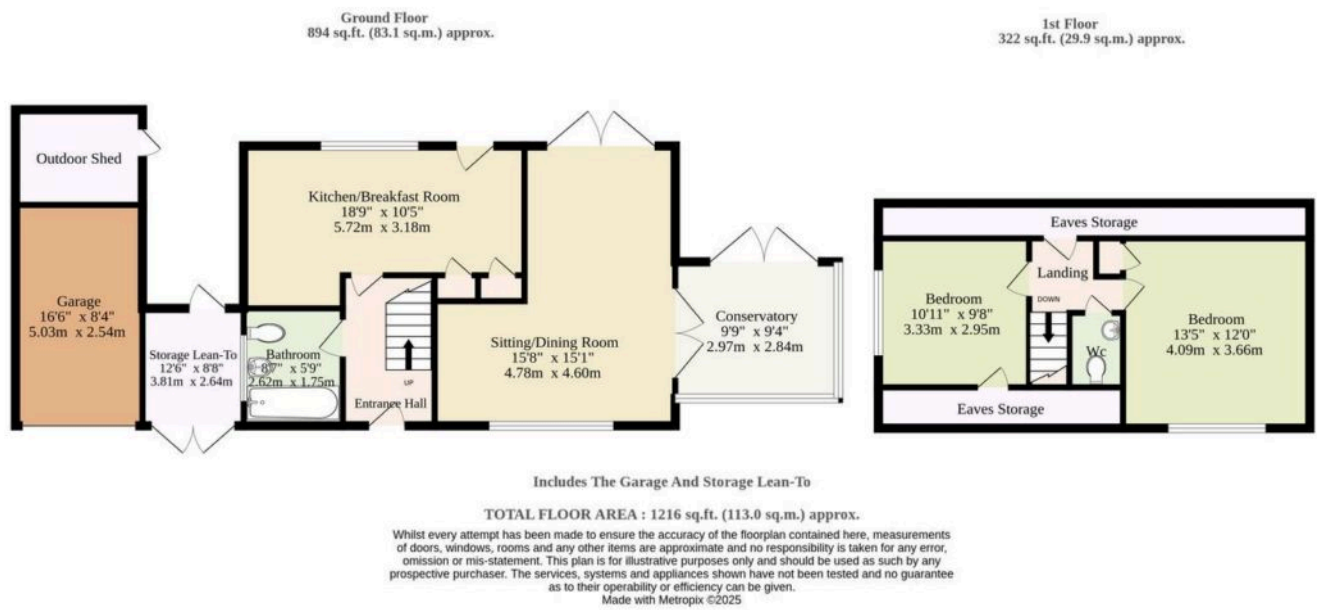 Ground Floor
894 sq.ft. (83.1 sq.m.) approx.
1st Floor
322 sq.ft. (29.9 sq.m.) approx.
Outdoor Shed
Kitchen/Breakfast Room
18'9" x 10'5"
5.72m x 3.18m
Garage
16'6" x 8'4"
5.03m x 2.54m
Storage Lean-To
12'6" x 8'8"
3.81m x 2.64m
Bathroom
8'7" x 5'9"
2.62m x 1.75m
UP
Entrance Hall
Sitting/Dining Room
15'8" x 15'1"
4.78m x 4.60m
Conservatory
9'9" x 9'4"
2.97m x 2.84m
Eaves Storage
Landing
DOWN
Bedroom
10'11" x 9'8"
3.33m x 2.95m
Wc
Bedroom
13'5" x 12'0"
4.09m x 3.66m
Eaves Storage
Includes The Garage And Storage Lean-To
TOTAL FLOOR AREA : 1216 sq.ft. (113.0 sq.m.) approx.
Whilst every attempt has been made to ensure the accuracy of the floorplan contained here, measurements
of doors, windows, rooms and any other items are approximate and no responsibility is taken for any error,
omission or mis-statement. This plan is for illustrative purposes only and should be used as such by any
prospective purchaser. The services, systems and appliances shown have not been tested and no guarantee
as to their operability or efficiency can be given.
Made with Metropix ©2025